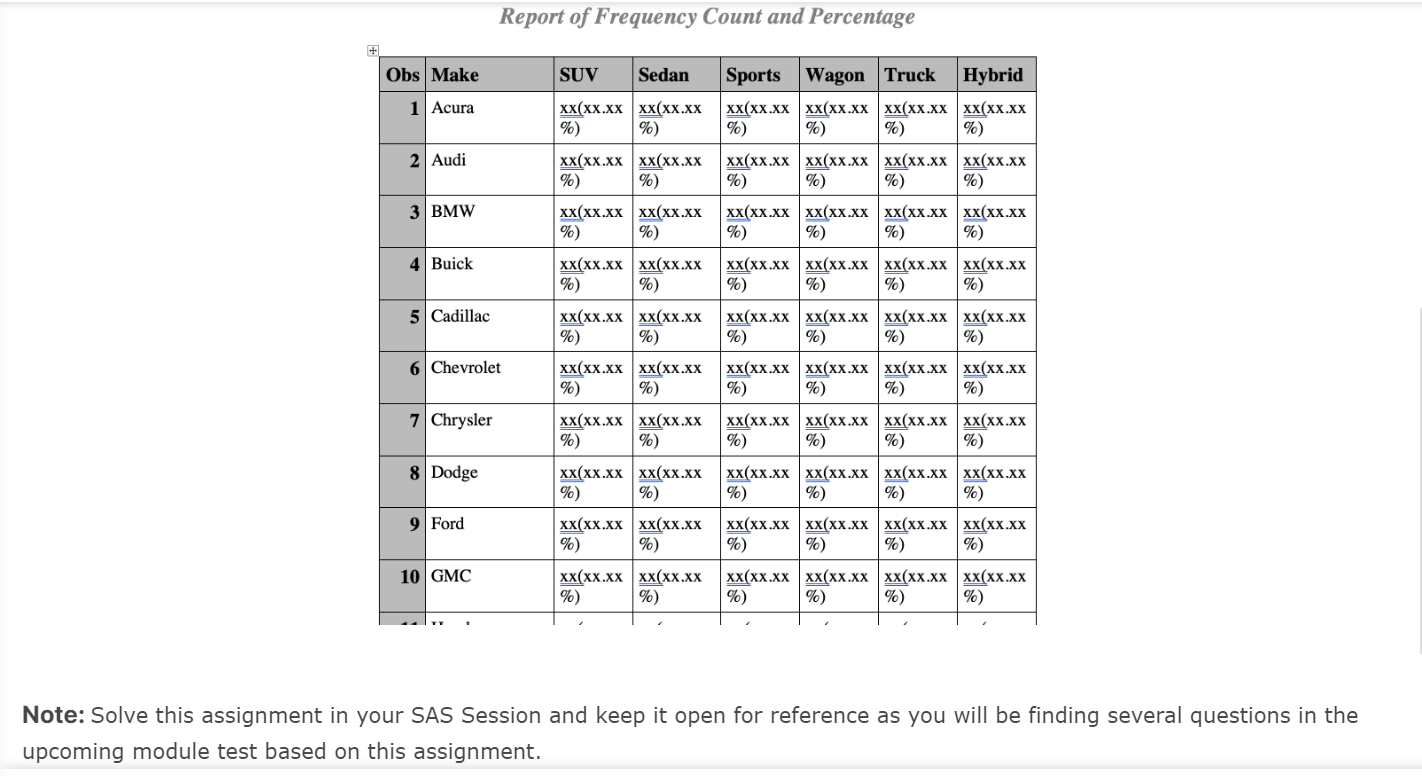 Report of Frequency Count and Percentage
Obs Make SUV Sedan Sports Wagon Truck Hybrid
1 Acura xx(xx.xx %) xx(xx.xx %) xx(xx.xx %) xx(xx.xx %) xx(xx.xx %) xx(xx.xx %)
2 Audi xx(xx.xx %) xx(xx.xx %) xx(xx.xx %) xx(xx.xx %) xx(xx.xx %) xx(xx.xx %)
3 BMW xx(xx.xx %) xx(xx.xx %) xx(xx.xx %) xx(xx.xx %) xx(xx.xx %) xx(xx.xx %)
4 Buick xx(xx.xx %) xx(xx.xx %) xx(xx.xx %) xx(xx.xx %) xx(xx.xx %) xx(xx.xx %)
5 Cadillac xx(xx.xx %) xx(xx.xx %) xx(xx.xx %) xx(xx.xx %) xx(xx.xx %) xx(xx.xx %)
6 Chevrolet xx(xx.xx %) xx(xx.xx %) xx(xx.xx %) xx(xx.xx %) xx(xx.xx %) xx(xx.xx %)
7 Chrysler xx(xx.xx %) xx(xx.xx %) xx(xx.xx %) xx(xx.xx %) xx(xx.xx %) xx(xx.xx %)
8 Dodge xx(xx.xx %) xx(xx.xx %) xx(xx.xx %) xx(xx.xx %) xx(xx.xx %) xx(xx.xx %)
9 Ford xx(xx.xx %) xx(xx.xx %) xx(xx.xx %) xx(xx.xx %) xx(xx.xx %) xx(xx.xx %)
10 GMC xx(xx.xx %) xx(xx.xx %) xx(xx.xx %) xx(xx.xx %) xx(xx.xx %) xx(xx.xx %)
Note: Solve this assignment in your SAS Session and keep it open for reference as you will be finding several questions in the
upcoming module test based on this assignment.